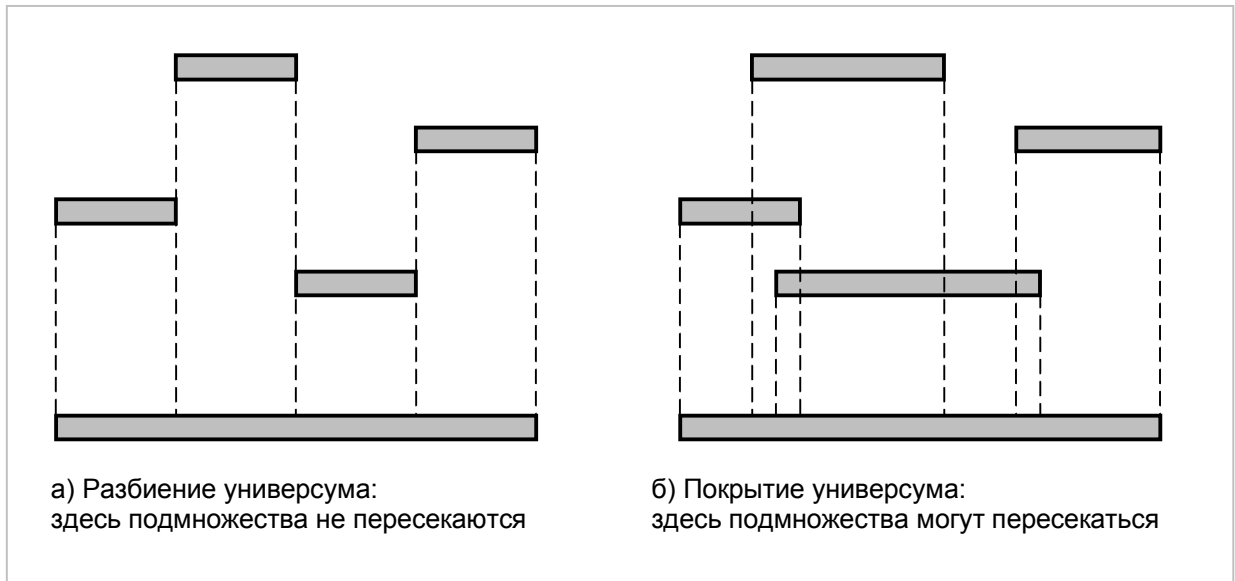 а) Разбиение универсума:
здесь подмножества не пересекаются
б) Покрытие универсума:
здесь подмножества могут пересекаться